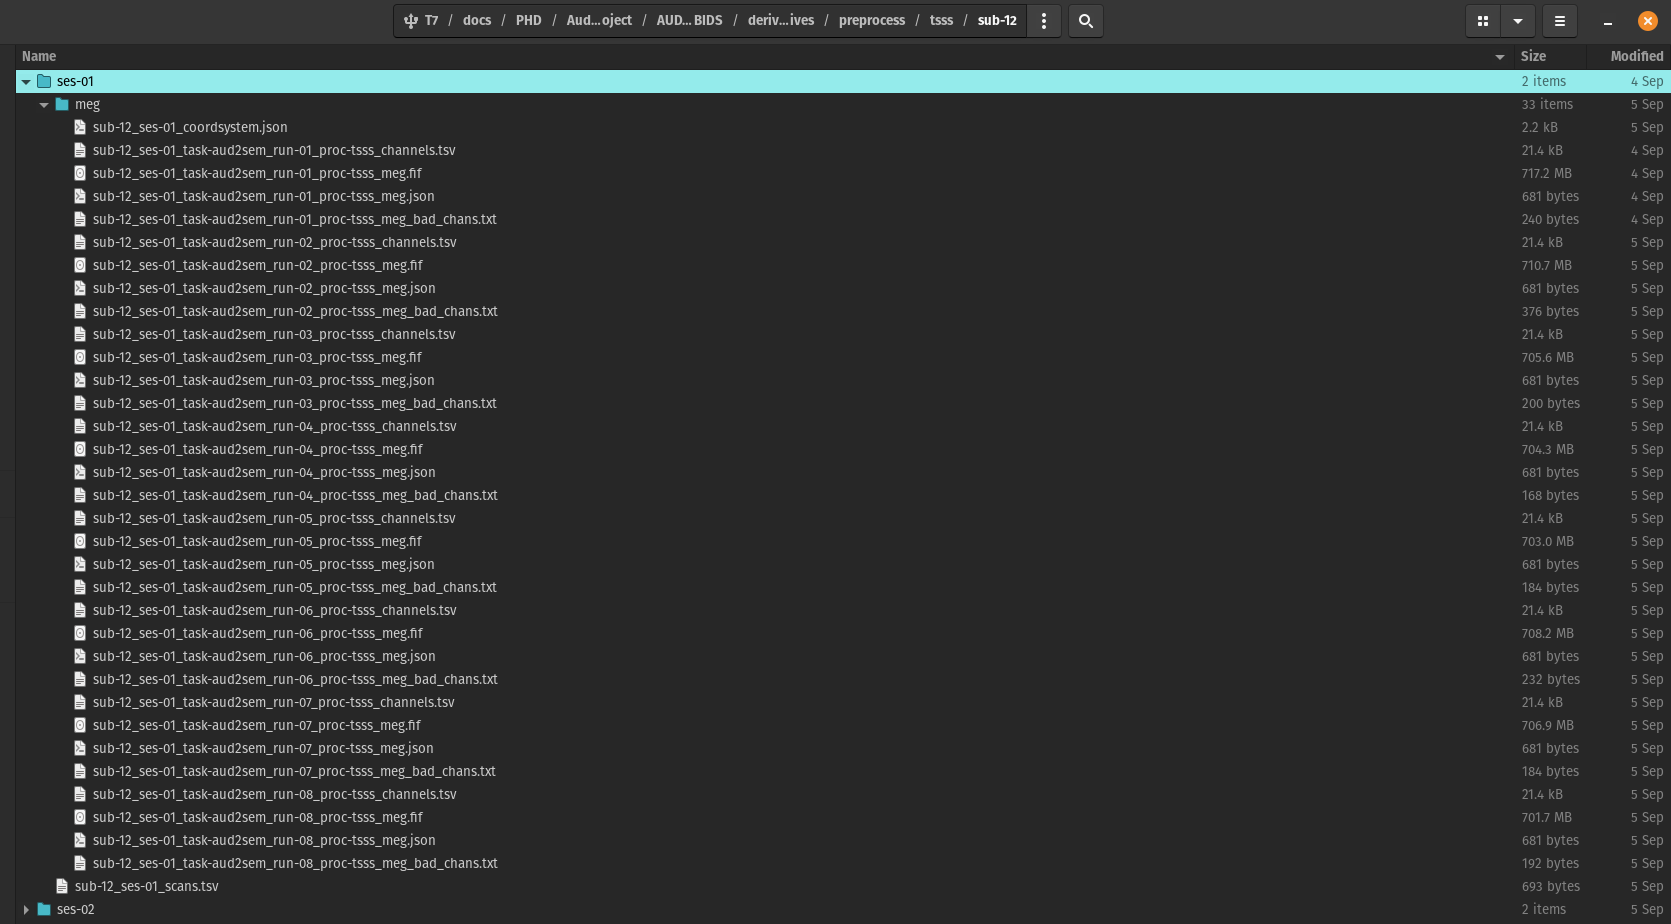 T7 / docs / PHD / Aud...oject / AUD...BIDS / deriv...ives / preprocess / tsss / sub-12
Name Size Modified
ses-01 2 items 4 Sep
meg 33 items 5 Sep
sub-12_ses-01_coordsystem.json 2.2 kB 5 Sep
sub-12_ses-01_task-aud2sem_run-01_proc-tsss_channels.tsv 21.4 kB 4 Sep
sub-12_ses-01_task-aud2sem_run-01_proc-tsss_meg.fif 717.2 MB 4 Sep
sub-12_ses-01_task-aud2sem_run-01_proc-tsss_meg.json 681 bytes 4 Sep
sub-12_ses-01_task-aud2sem_run-01_proc-tsss_meg_bad_chans.txt 240 bytes 4 Sep
sub-12_ses-01_task-aud2sem_run-02_proc-tsss_channels.tsv 21.4 kB 5 Sep
sub-12_ses-01_task-aud2sem_run-02_proc-tsss_meg.fif 710.7 MB 5 Sep
sub-12_ses-01_task-aud2sem_run-02_proc-tsss_meg.json 681 bytes 5 Sep
sub-12_ses-01_task-aud2sem_run-02_proc-tsss_meg_bad_chans.txt 376 bytes 5 Sep
sub-12_ses-01_task-aud2sem_run-03_proc-tsss_channels.tsv 21.4 kB 5 Sep
sub-12_ses-01_task-aud2sem_run-03_proc-tsss_meg.fif 705.6 MB 5 Sep
sub-12_ses-01_task-aud2sem_run-03_proc-tsss_meg.json 681 bytes 5 Sep
sub-12_ses-01_task-aud2sem_run-03_proc-tsss_meg_bad_chans.txt 200 bytes 5 Sep
sub-12_ses-01_task-aud2sem_run-04_proc-tsss_channels.tsv 21.4 kB 5 Sep
sub-12_ses-01_task-aud2sem_run-04_proc-tsss_meg.fif 704.3 MB 5 Sep
sub-12_ses-01_task-aud2sem_run-04_proc-tsss_meg.json 681 bytes 5 Sep
sub-12_ses-01_task-aud2sem_run-04_proc-tsss_meg_bad_chans.txt 168 bytes 5 Sep
sub-12_ses-01_task-aud2sem_run-05_proc-tsss_channels.tsv 21.4 kB 5 Sep
sub-12_ses-01_task-aud2sem_run-05_proc-tsss_meg.fif 703.0 MB 5 Sep
sub-12_ses-01_task-aud2sem_run-05_proc-tsss_meg.json 681 bytes 5 Sep
sub-12_ses-01_task-aud2sem_run-05_proc-tsss_meg_bad_chans.txt 184 bytes 5 Sep
sub-12_ses-01_task-aud2sem_run-06_proc-tsss_channels.tsv 21.4 kB 5 Sep
sub-12_ses-01_task-aud2sem_run-06_proc-tsss_meg.fif 708.2 MB 5 Sep
sub-12_ses-01_task-aud2sem_run-06_proc-tsss_meg.json 681 bytes 5 Sep
sub-12_ses-01_task-aud2sem_run-06_proc-tsss_meg_bad_chans.txt 232 bytes 5 Sep
sub-12_ses-01_task-aud2sem_run-07_proc-tsss_channels.tsv 21.4 kB 5 Sep
sub-12_ses-01_task-aud2sem_run-07_proc-tsss_meg.fif 706.9 MB 5 Sep
sub-12_ses-01_task-aud2sem_run-07_proc-tsss_meg.json 681 bytes 5 Sep
sub-12_ses-01_task-aud2sem_run-07_proc-tsss_meg_bad_chans.txt 184 bytes 5 Sep
sub-12_ses-01_task-aud2sem_run-08_proc-tsss_channels.tsv 21.4 kB 5 Sep
sub-12_ses-01_task-aud2sem_run-08_proc-tsss_meg.fif 701.7 MB 5 Sep
sub-12_ses-01_task-aud2sem_run-08_proc-tsss_meg.json 681 bytes 5 Sep
sub-12_ses-01_task-aud2sem_run-08_proc-tsss_meg_bad_chans.txt 192 bytes 5 Sep
sub-12_ses-01_scans.tsv 693 bytes 5 Sep
ses-02 2 items 5 Sep